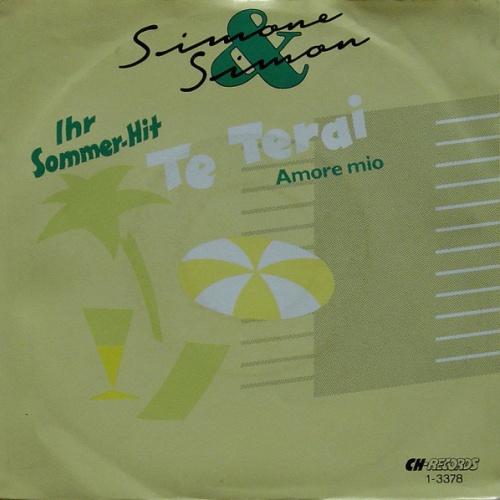 Simone
& Simon
Ihr
Sommer-Hit
Te Terai
Amore mio
CH-RECORDS
1-3378